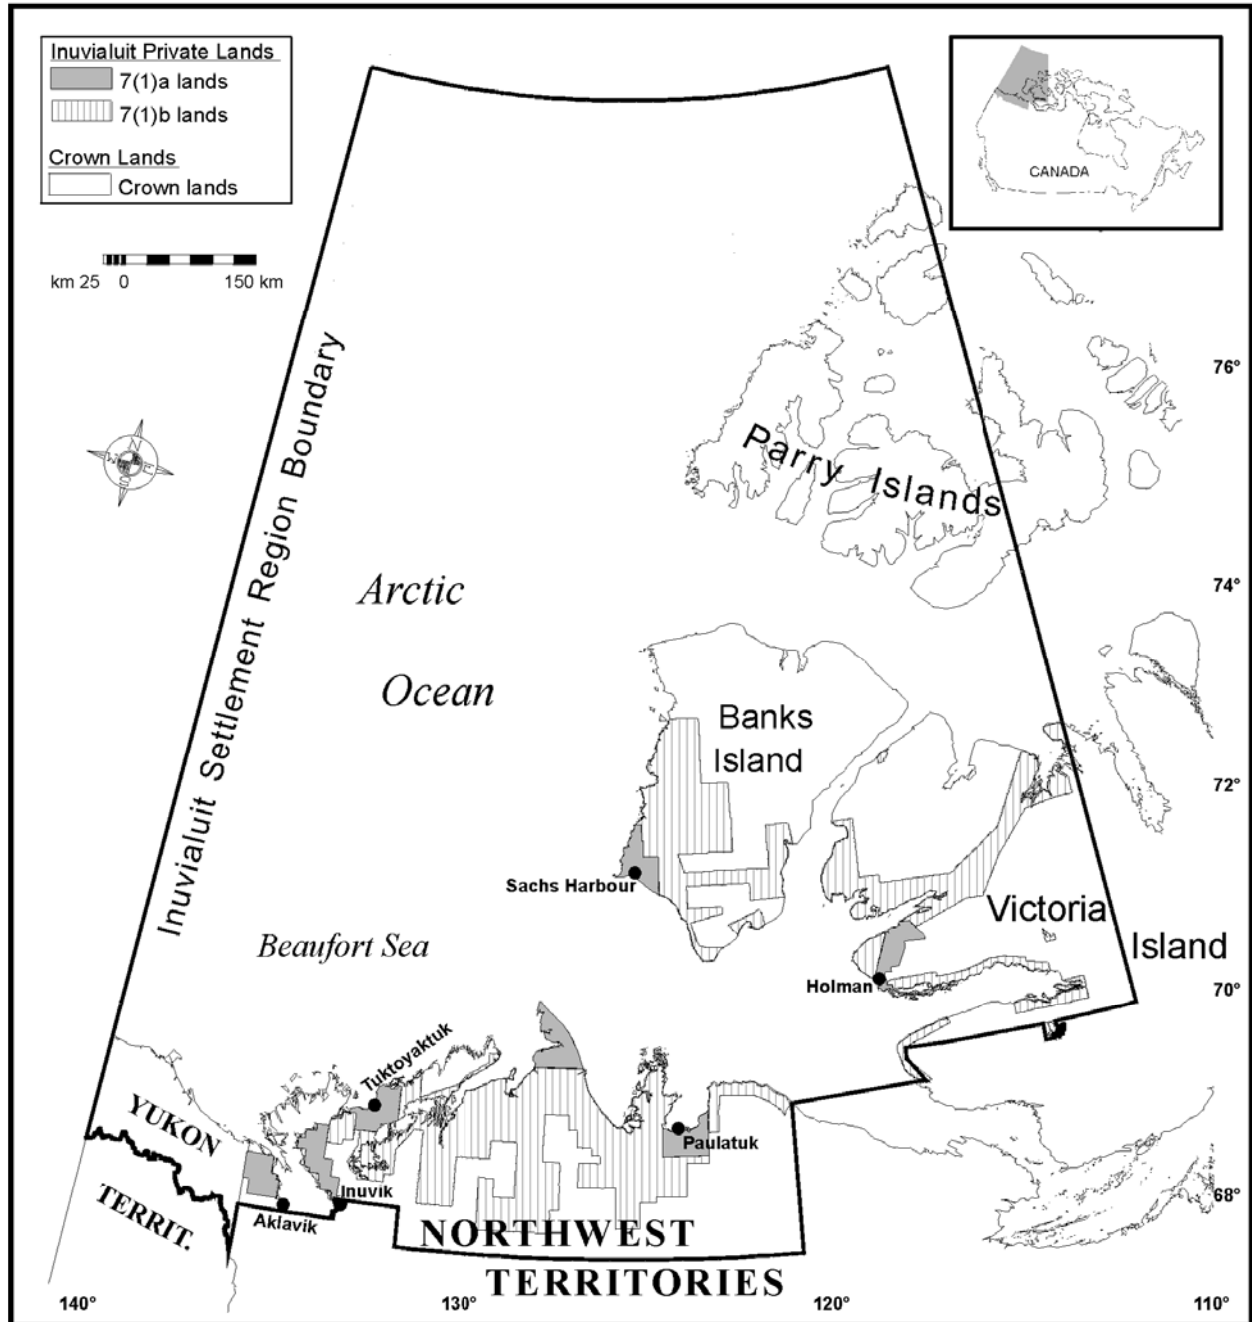 Inuvialuit Private Lands
7(1)a lands
7(1)b lands
Crown Lands
Crown lands
km 25 0 150 km
CANADA
Inuvialuit Settlement Region Boundary
N
E
S
W
76°
Parry Islands
74°
Arctic
Ocean
Banks
Island
72°
Sachs Harbour
Victoria
Island
Beaufort Sea
Holman
70°
Tuktoyaktuk
YUKON
TERRIT.
Paulatuk
Inuvik
Aklavik
68°
NORTHWEST
TERRITORIES
140° 130° 120° 110°